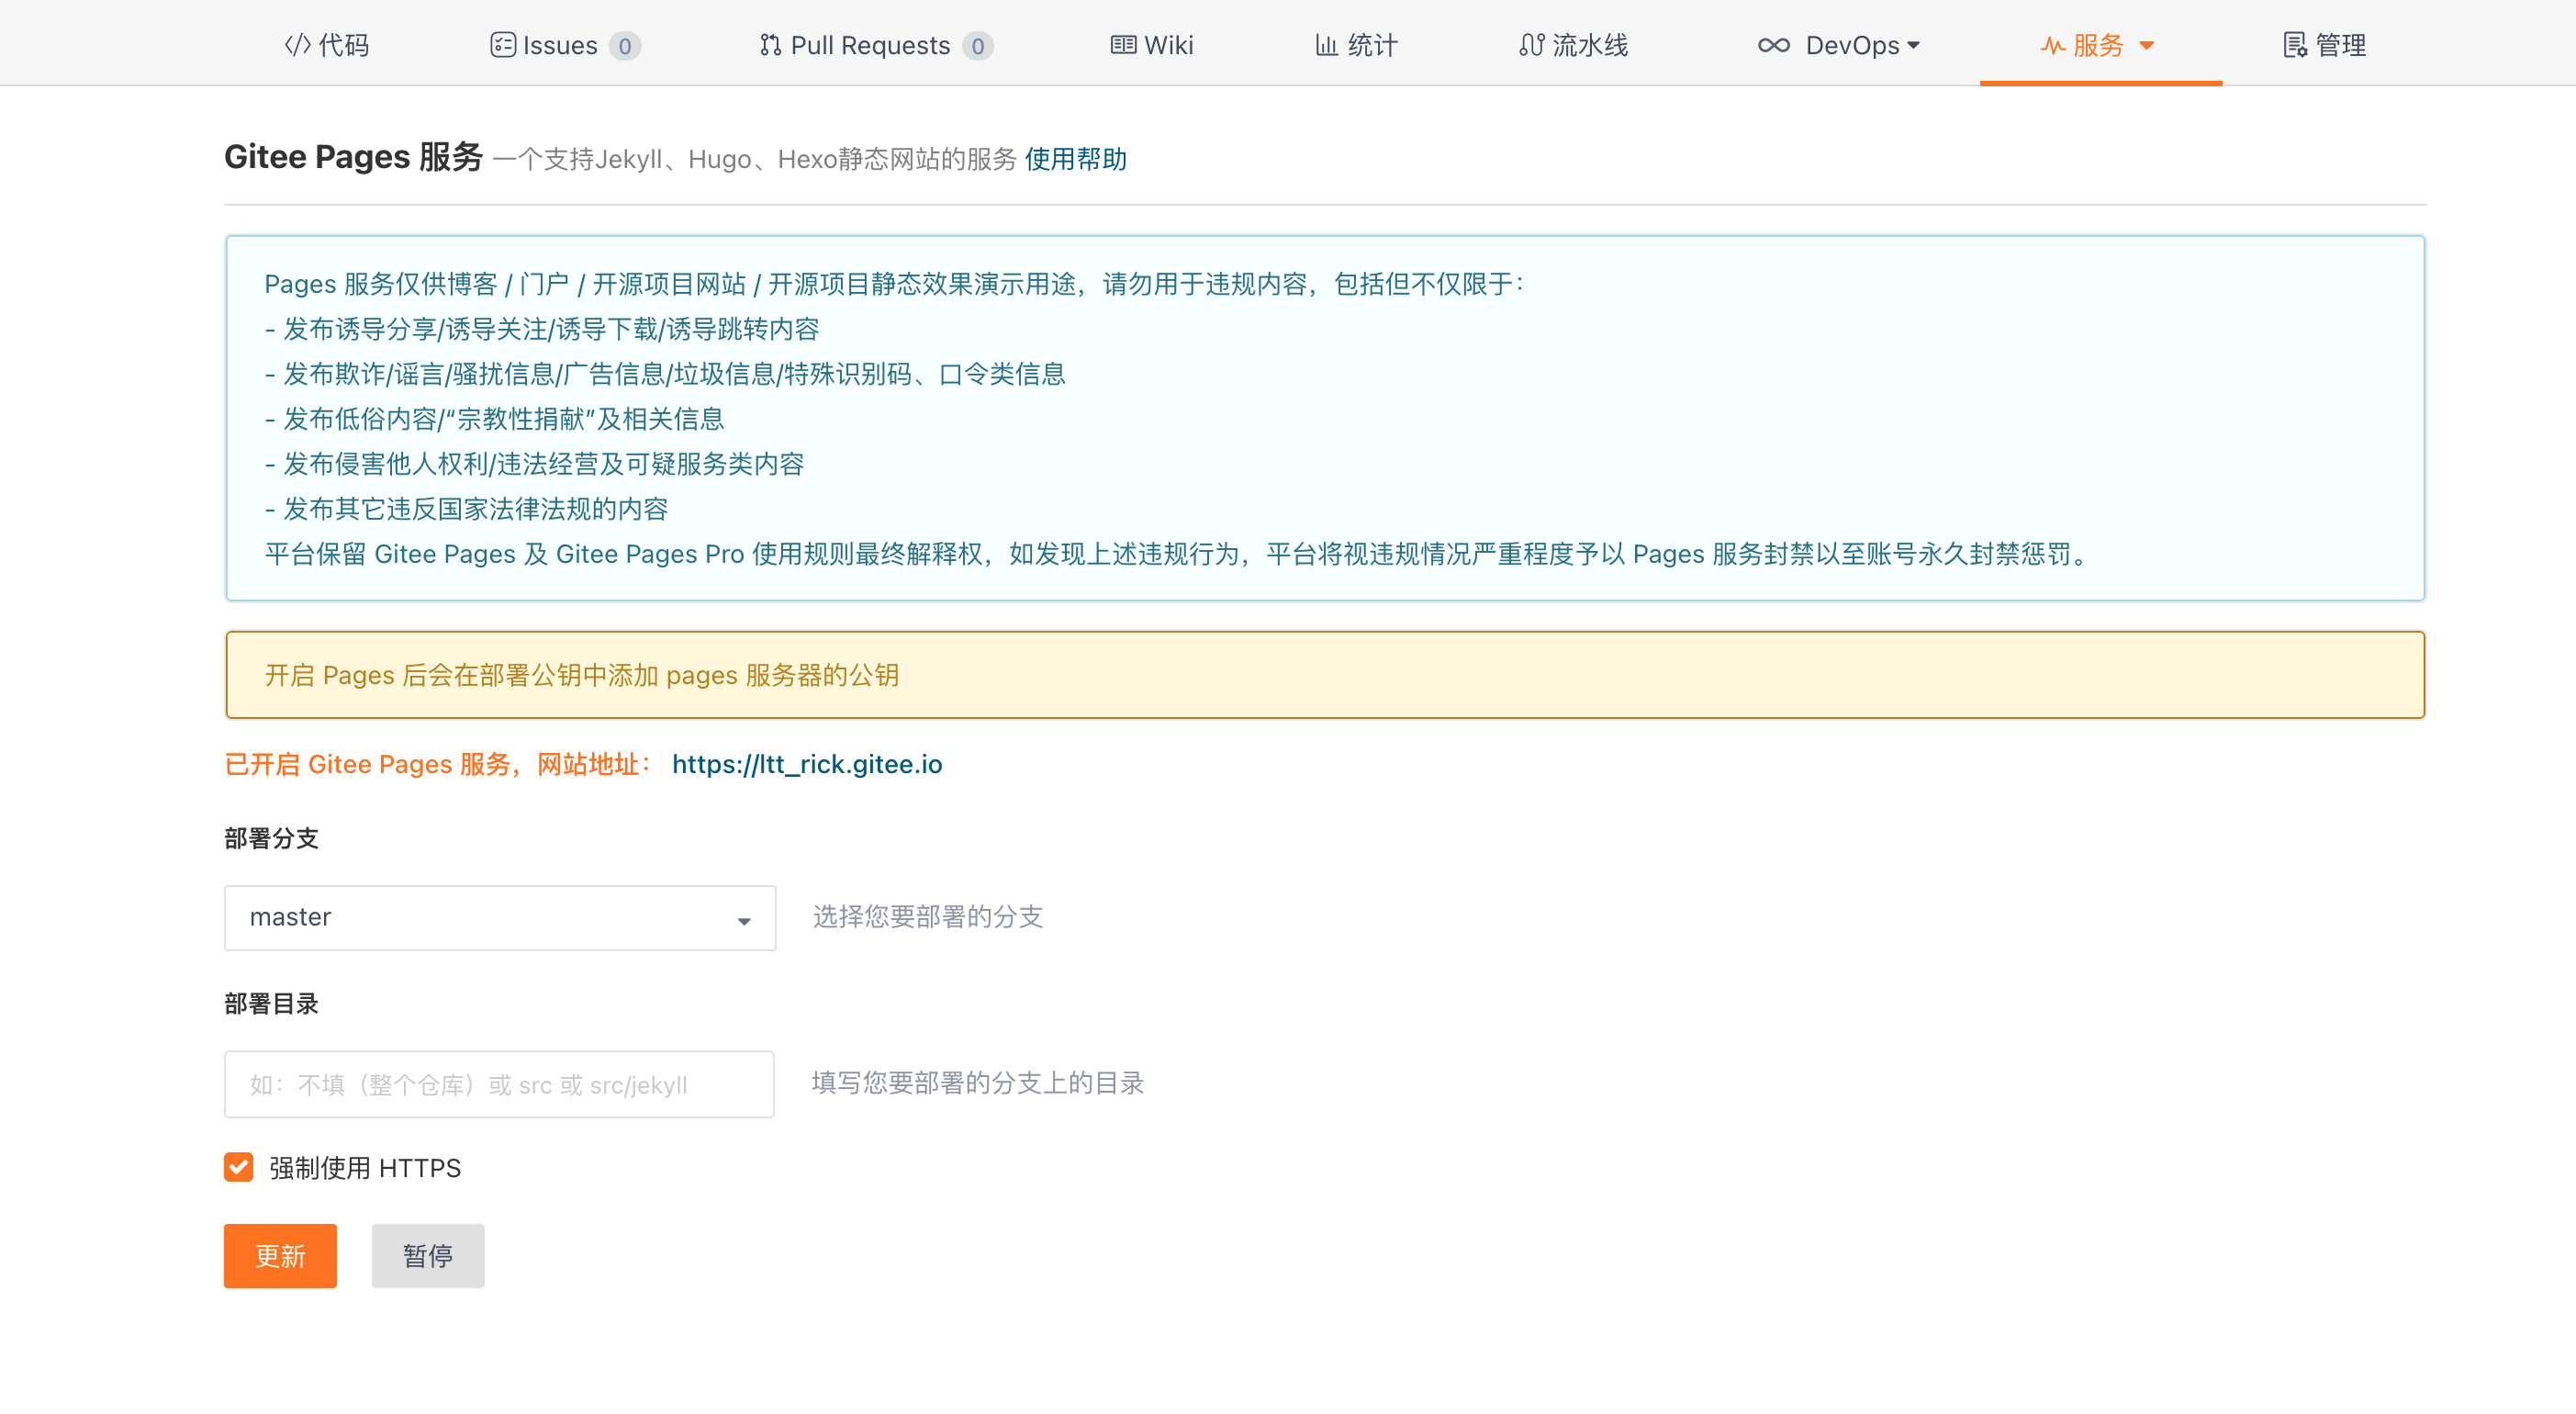 代码 Issues 0 Pull Requests 0 Wiki 统计 流水线 DevOps 服务 管理
Gitee Pages 服务 一个支持Jekyll、Hugo、Hexo静态网站的服务 使用帮助
Pages 服务仅供博客 / 门户 / 开源项目网站 / 开源项目静态效果演示用途，请勿用于违规内容，包括但不仅限于：
- 发布诱导分享/诱导关注/诱导下载/诱导跳转内容
- 发布欺诈/谣言/骚扰信息/广告信息/垃圾信息/特殊识别码、口令类信息
- 发布低俗内容/“宗教性捐献”及相关信息
- 发布侵害他人权利/违法经营及可疑服务类内容
- 发布其它违反国家法律法规的内容
平台保留 Gitee Pages 及 Gitee Pages Pro 使用规则最终解释权，如发现上述违规行为，平台将视违规情况严重程度予以 Pages 服务封禁以至账号永久封禁惩罚。
开启 Pages 后会在部署公钥中添加 pages 服务器的公钥
已开启 Gitee Pages 服务，网站地址： https://ltt_rick.gitee.io
部署分支
master 选择您要部署的分支
部署目录
如：不填（整个仓库）或 src 或 src/jekyll 填写您要部署的分支上的目录
强制使用 HTTPS
更新 暂停